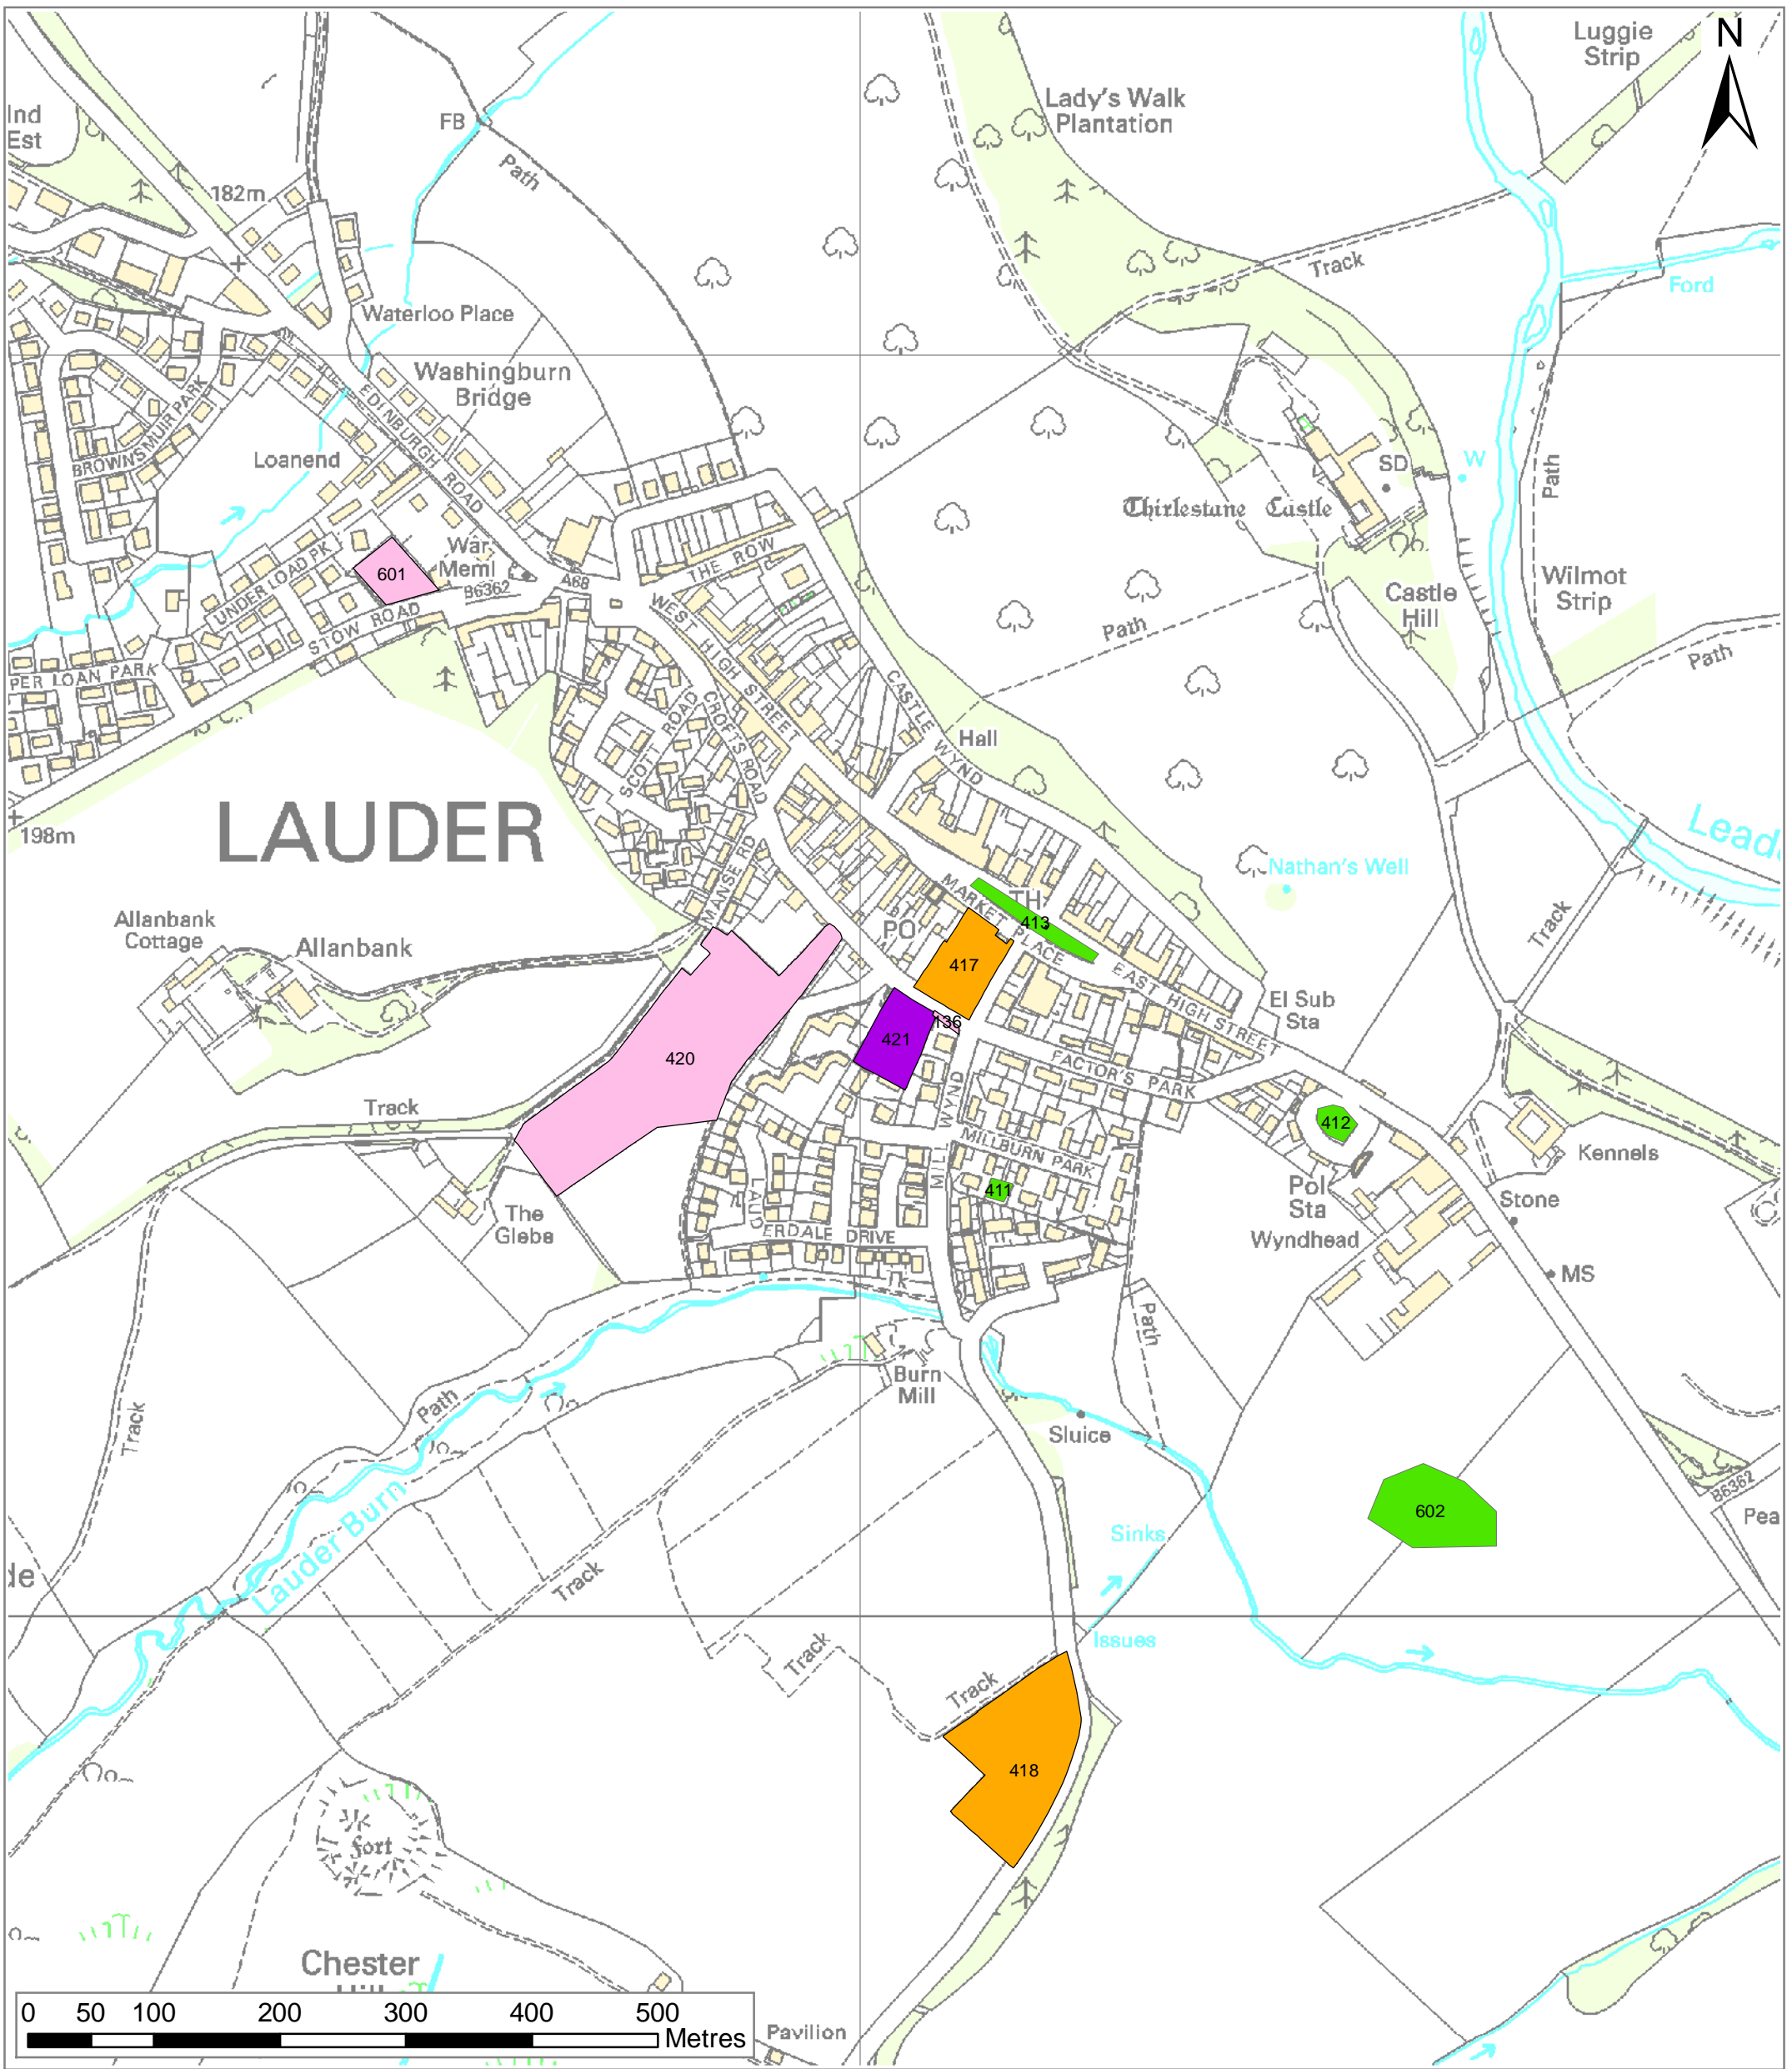 N
Luggie
Strip
Lady's Walk
Plantation
Ind
Est
FB
Path
182m
Track
Ford
Waterloo Place
Washingburn
Bridge
EDINBURGH ROAD
BROWNSMUIR PARK
Loanend
SD
W
Path
Thirlestane Castle
War
Meml
THE ROW
A68
B6362
601
UNDER LOAD PK
STOW ROAD
Castle
Hill
Wilmot
Strip
WEST HIGH STREET
Path
Path
PER LOAN PARK
CASTLE WYND
Hall
SCOTT ROAD
CROFTS ROAD
LAUDER
198m
MANSE RD
Lead
Nathan's Well
MARKET PLACE
TH
413
PO
417
Allanbank
Cottage
Allanbank
Track
EAST HIGH STREET
El Sub
Sta
136
421
420
FACTOR'S PARK
Track
412
Kennels
MILL WYND
MILLBURN PARK
411
Pol
Sta
Stone
The
Glebe
LAUDERDALE DRIVE
Wyndhead
Tk
MS
Path
Burn
Mill
Path
Track
Sluice
B6362
Pea
602
Lauder Burn
Sinks
de
Track
Issues
Track
Track
418
fort
Chester
Hill
0 50 100 200 300 400 500
Metres
Pavilion